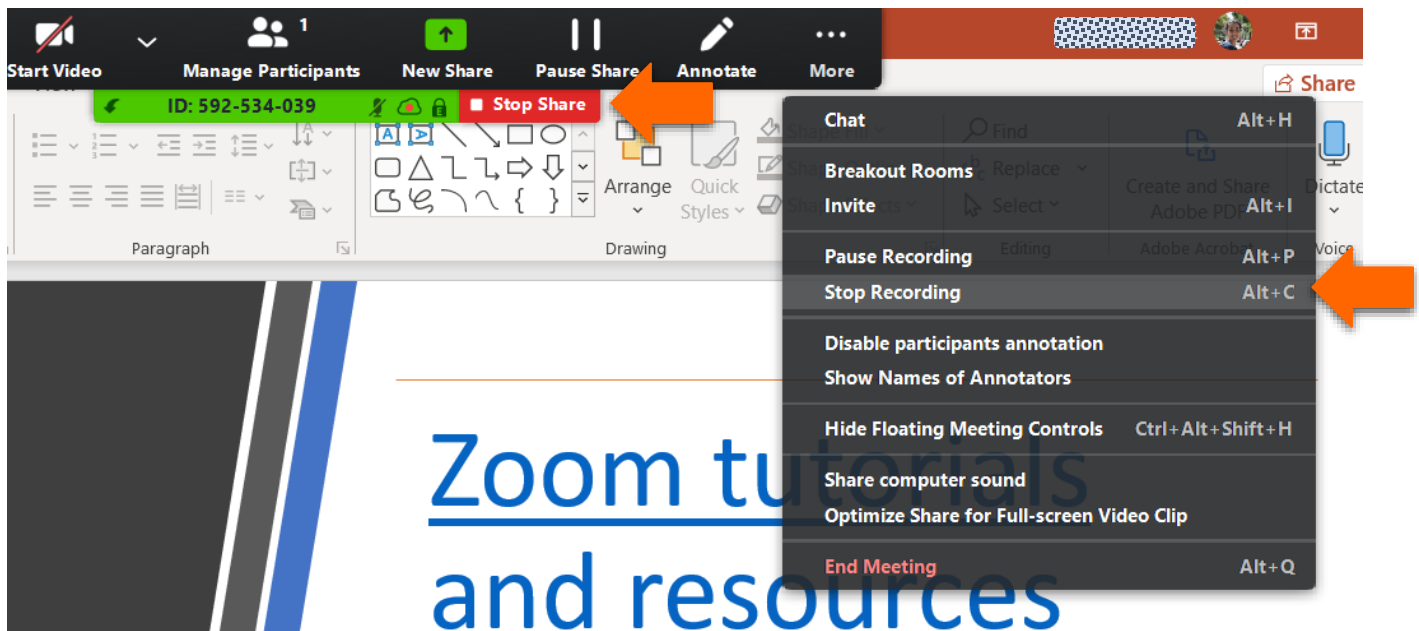 Start Video
Manage Participants
1
New Share
Pause Share
Annotate
More
ID: 592-534-039
Stop Share
Share
Chat Alt+H
Breakout Rooms
Invite Alt+I
Pause Recording Alt+P
Stop Recording Alt+C
Disable participants annotation
Show Names of Annotators
Hide Floating Meeting Controls Ctrl+Alt+Shift+H
Share computer sound
Optimize Share for Full-screen Video Clip
End Meeting Alt+Q
Find
Replace
Select
Editing
Arrange
Quick
Styles
Create and Share
Adobe PDF
Adobe Acrobat
Dictate
Voice
Paragraph
Drawing
Zoom tutorials
and resources